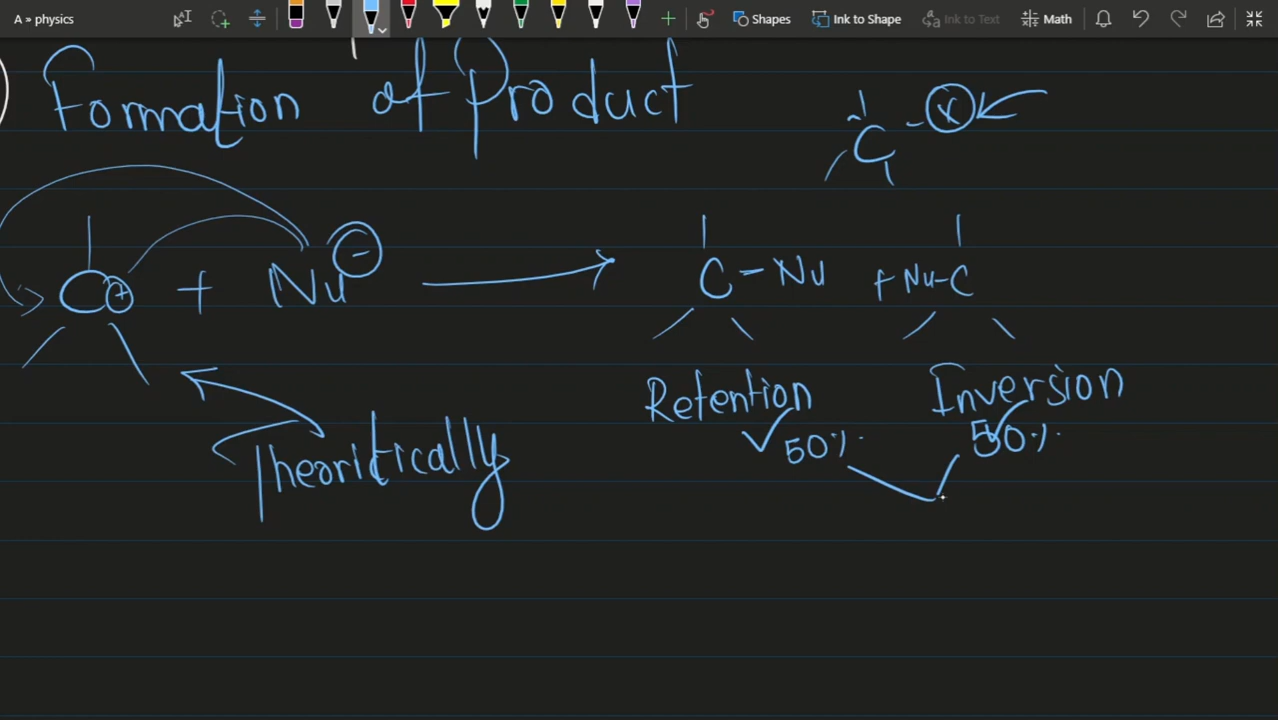 A » physics
Shapes Ink to Shape Ink to Text Math
Formation of Product
C - X
C+ + Nu- → C - Nu + Nu - C
Retention Inversion
50% 50%
Theoritically